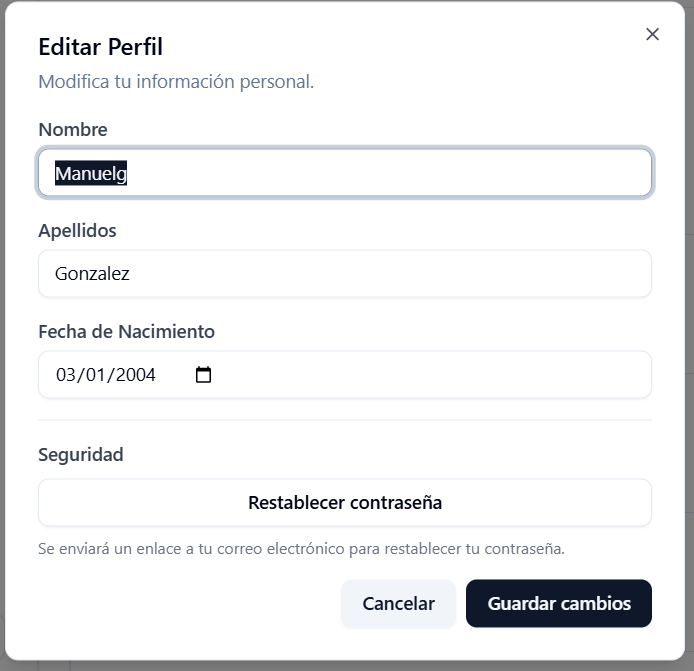 Editar Perfil
Modifica tu información personal.
Nombre
Manuelg
Apellidos
Gonzalez
Fecha de Nacimiento
03/01/2004
Seguridad
Restablecer contraseña
Se enviará un enlace a tu correo electrónico para restablecer tu contraseña.
Cancelar
Guardar cambios